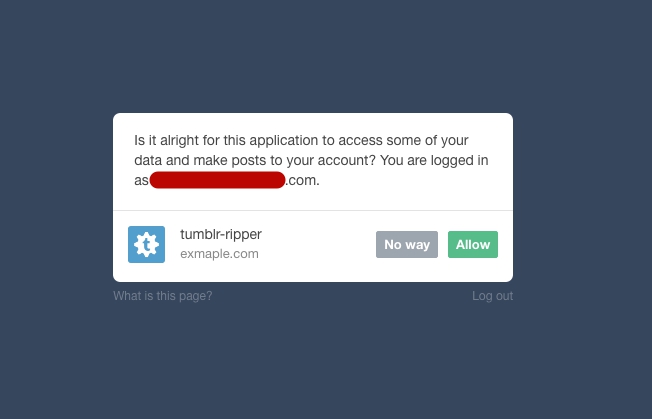 Is it alright for this application to access some of your
data and make posts to your account? You are logged in
as .com.
tumblr-ripper
exmaple.com
No way
Allow
What is this page?
Log out